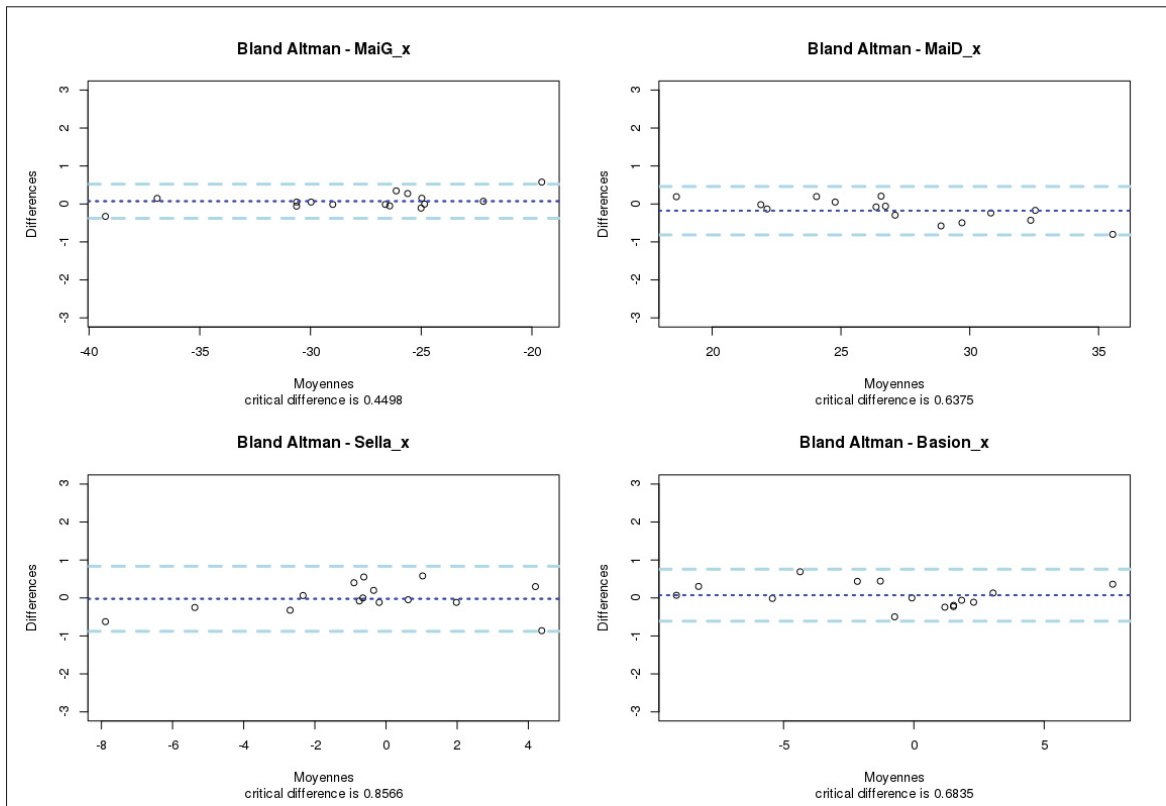 Bland Altman - MaiG_x
Differences
3
2
1
0
-1
-2
-3
-40
-35
-30
-25
-20
Moyennes
critical difference is 0.4498
Bland Altman - MaiD_x
Differences
3
2
1
0
-1
-2
-3
20
25
30
35
Moyennes
critical difference is 0.6375
Bland Altman - Sella_x
Differences
3
2
1
0
-1
-2
-3
-8
-6
-4
-2
0
2
4
Moyennes
critical difference is 0.8566
Bland Altman - Basion_x
Differences
3
2
1
0
-1
-2
-3
-5
0
5
Moyennes
critical difference is 0.6835